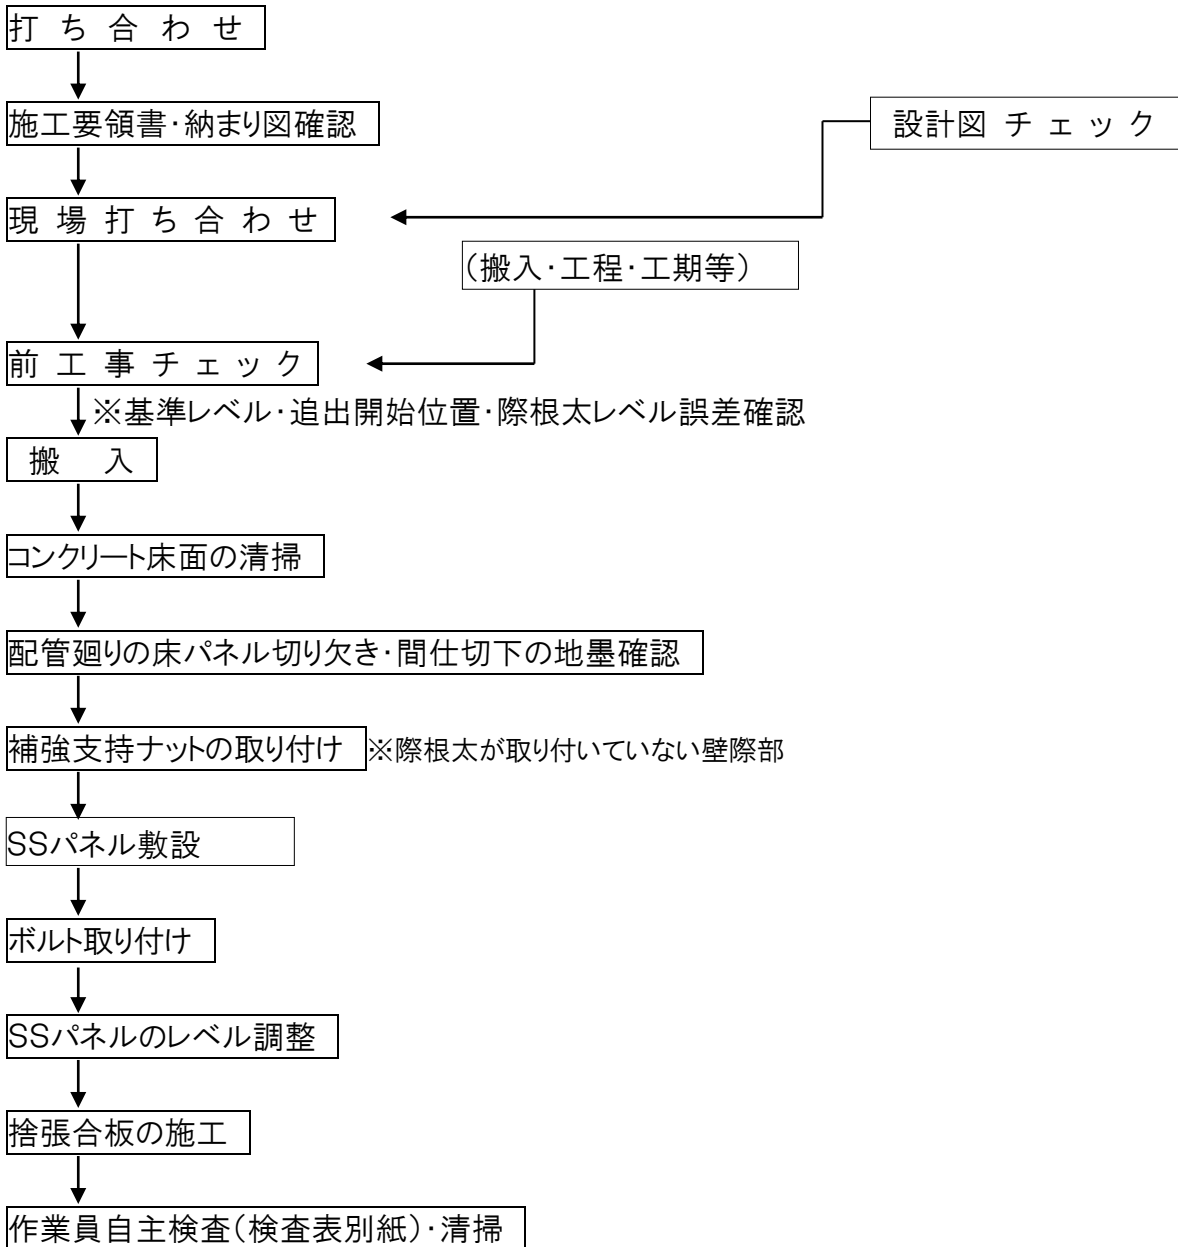 打 ち 合 わ せ
施工要領書・納まり図確認
設計図 チ ェ ッ ク
現 場 打 ち 合 わ せ
(搬入・工程・工期等)
前 工 事 チ ェ ッ ク
※基準レベル・追出開始位置・際根太レベル誤差確認
搬 入
コンクリート床面の清掃
配管廻りの床パネル切り欠き・間仕切下の地墨確認
補強支持ナットの取り付け ※際根太が取り付いていない壁際部
SSパネル敷設
ボルト取り付け
SSパネルのレベル調整
捨張合板の施工
作業員自主検査(検査表別紙)・清掃